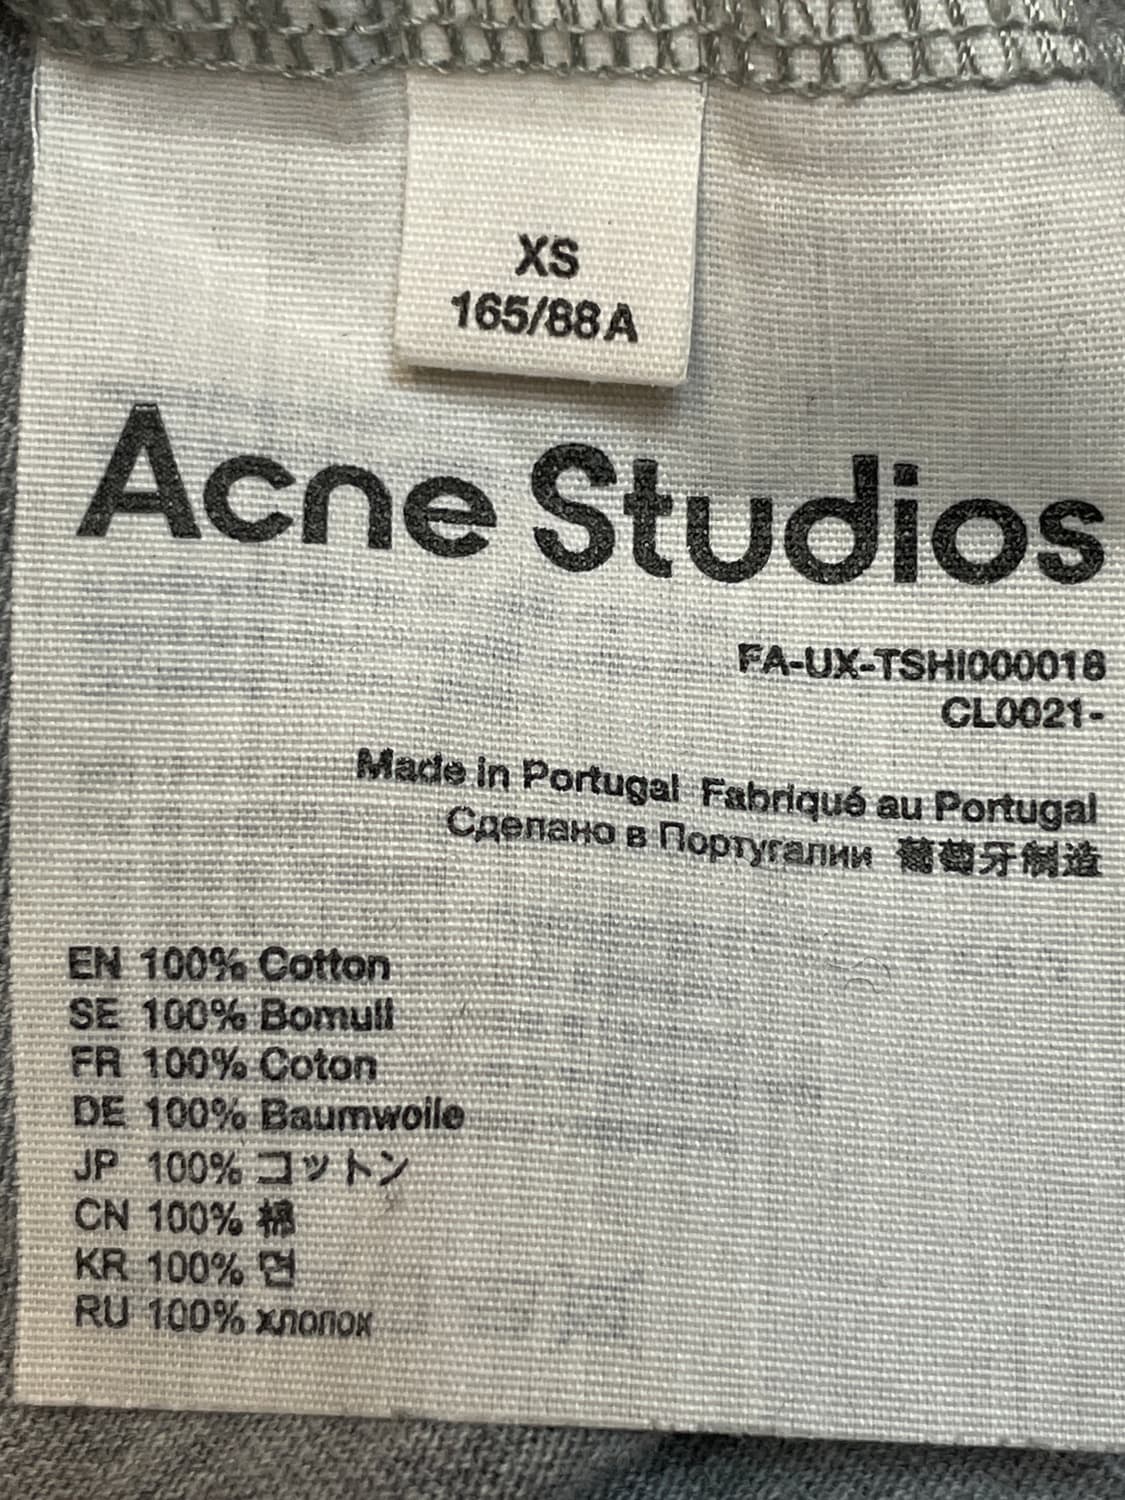 XS
165/88A
Acne Studios
FA-UX-TSHI000018
CL0021-
Made in Portugal Fabriqué au Portugal
Сделано в Португалии 葡萄牙制造
EN 100% Cotton
SE 100% Bomull
FR 100% Coton
DE 100% Baumwolle
JP 100% コットン
CN 100% 棉
KR 100% 면
RU 100% хлопок